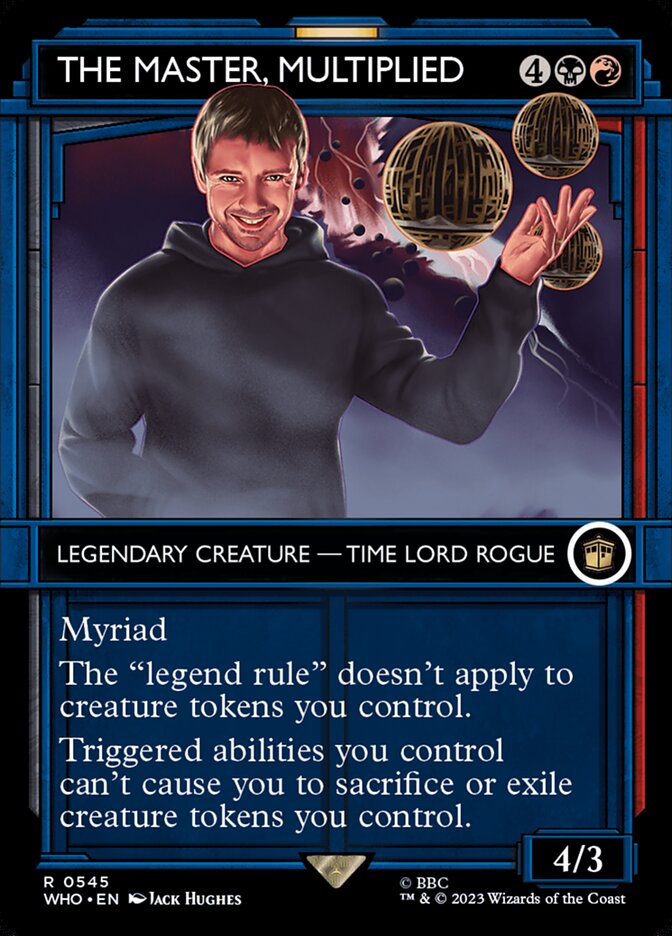 THE MASTER, MULTIPLIED 4
LEGENDARY CREATURE — TIME LORD ROGUE
Myriad
The “legend rule” doesn’t apply to
creature tokens you control.
Triggered abilities you control
can’t cause you to sacrifice or exile
creature tokens you control.
4/3
R 0545
WHO • EN Jack Hughes
© BBC
™ & © 2023 Wizards of the Coast